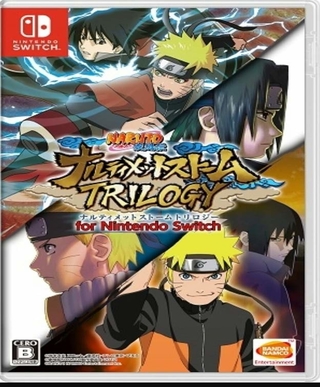 NINTENDO
SWITCH
NARUTO
ナルティメットストーム
TRILOGY
ナルティメットストームトリロジー
for Nintendo Switch
CERO
B
BANDAI
NAMCO
Entertainment